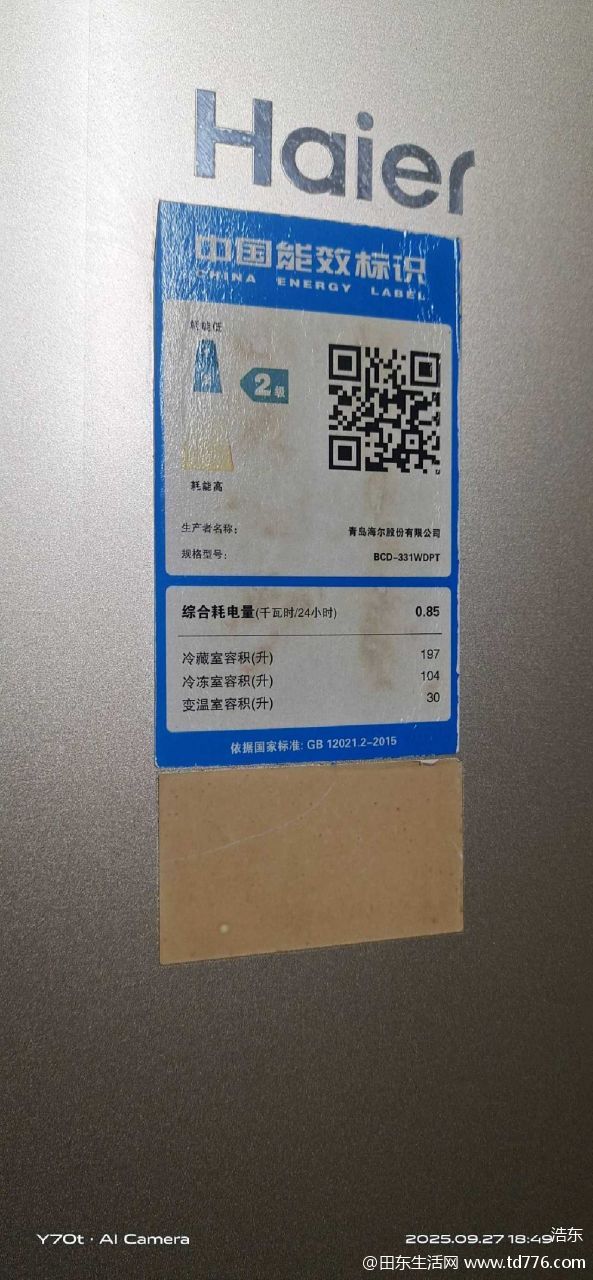 Haier
中国能效标识
CHINA ENERGY LABEL
耗能低
2级
耗能高
生产者名称: 青岛海尔股份有限公司
规格型号: BCD-331WDPT
综合耗电量(千瓦时/24小时) 0.85
冷藏室容积(升) 197
冷冻室容积(升) 104
变温室容积(升) 30
依据国家标准: GB 12021.2-2015
Y70t · AI Camera
2025.09.27 18:49
浩东
@田东生活网 www.td776.com